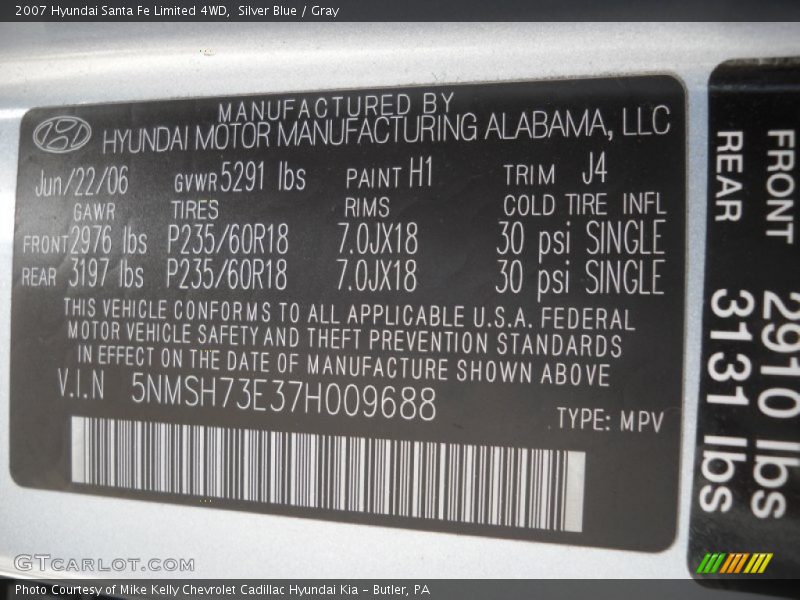 2007 Hyundai Santa Fe Limited 4WD, Silver Blue / Gray
MANUFACTURED BY
HYUNDAI MOTOR MANUFACTURING ALABAMA, LLC
Jun/22/06 GVWR 5291 lbs PAINT H1 TRIM J4
GAWR TIRES RIMS COLD TIRE INFL
FRONT 2976 lbs P235/60R18 7.0JX18 30 psi SINGLE
REAR 3197 lbs P235/60R18 7.0JX18 30 psi SINGLE
THIS VEHICLE CONFORMS TO ALL APPLICABLE U.S.A. FEDERAL
MOTOR VEHICLE SAFETY AND THEFT PREVENTION STANDARDS
IN EFFECT ON THE DATE OF MANUFACTURE SHOWN ABOVE
V.I.N 5NMSH73E37H009688
TYPE: MPV
FRONT 2910 lbs
REAR 3131 lbs
GTCARLOT.COM
Photo Courtesy of Mike Kelly Chevrolet Cadillac Hyundai Kia – Butler, PA